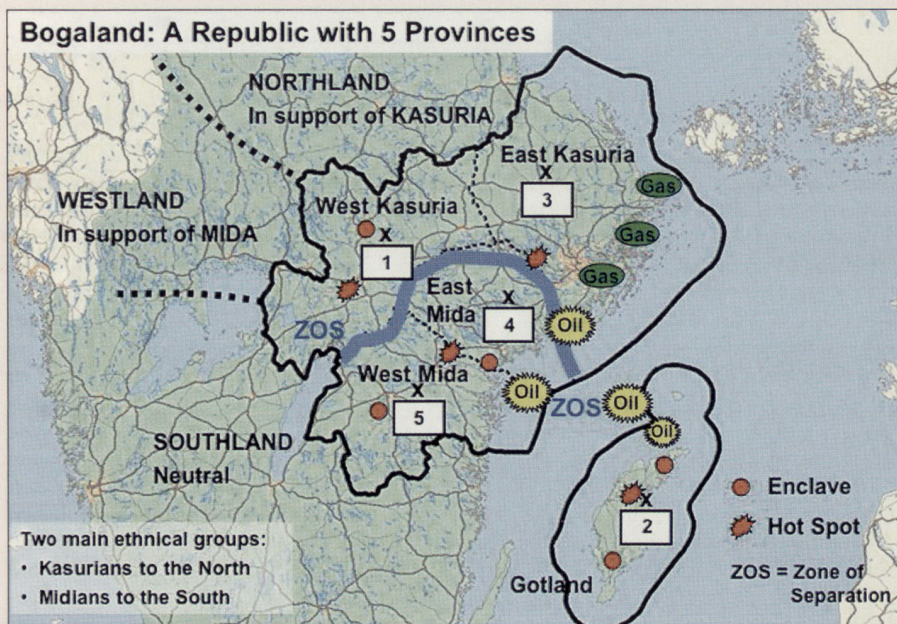 Bogaland: A Republic with 5 Provinces
NORTHLAND
In support of KASURIA
East Kasuria
x
3
Gas
WESTLAND
In support of MIDA
West Kasuria
x
1
Gas
Gas
East
Mida
x
4
ZOS
Oil
West Mida
x
5
Oil
ZOS
Oil
Oil
SOUTHLAND
Neutral
x
2
Gotland
Enclave
Hot Spot
ZOS = Zone of
Separation
Two main ethnical groups:
• Kasurians to the North
• Midians to the South